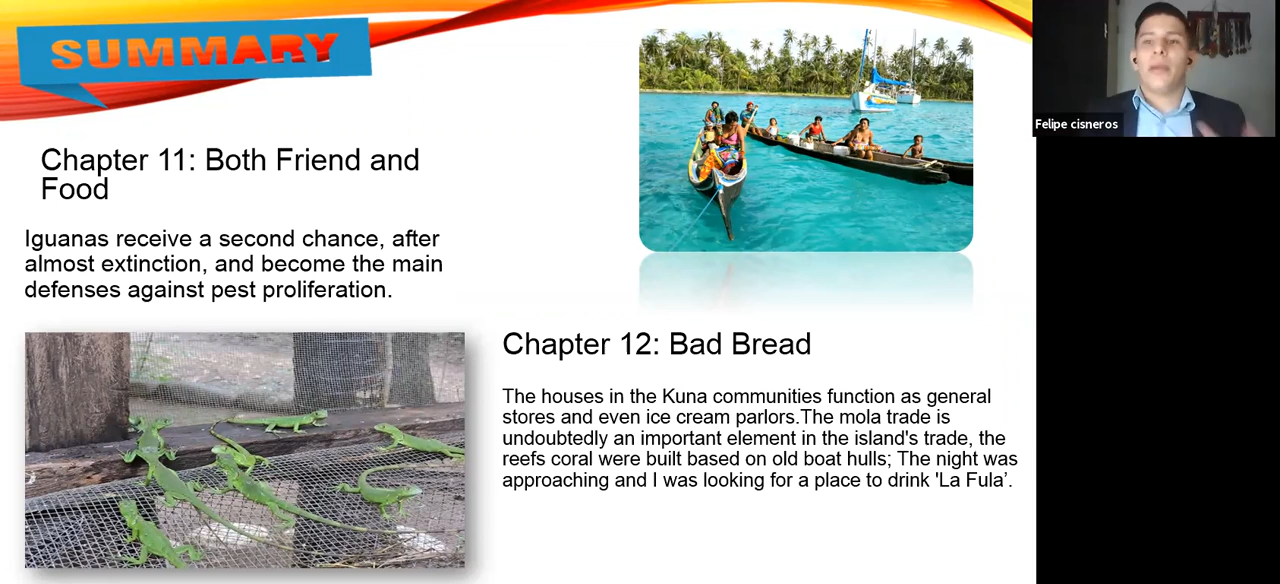 SUMMARY
Felipe cisneros
Chapter 11: Both Friend and
Food
Iguanas receive a second chance, after
almost extinction, and become the main
defenses against pest proliferation.
Chapter 12: Bad Bread
The houses in the Kuna communities function as general
stores and even ice cream parlors.The mola trade is
undoubtedly an important element in the island's trade, the
reefs coral were built based on old boat hulls; The night was
approaching and I was looking for a place to drink 'La Fula’.